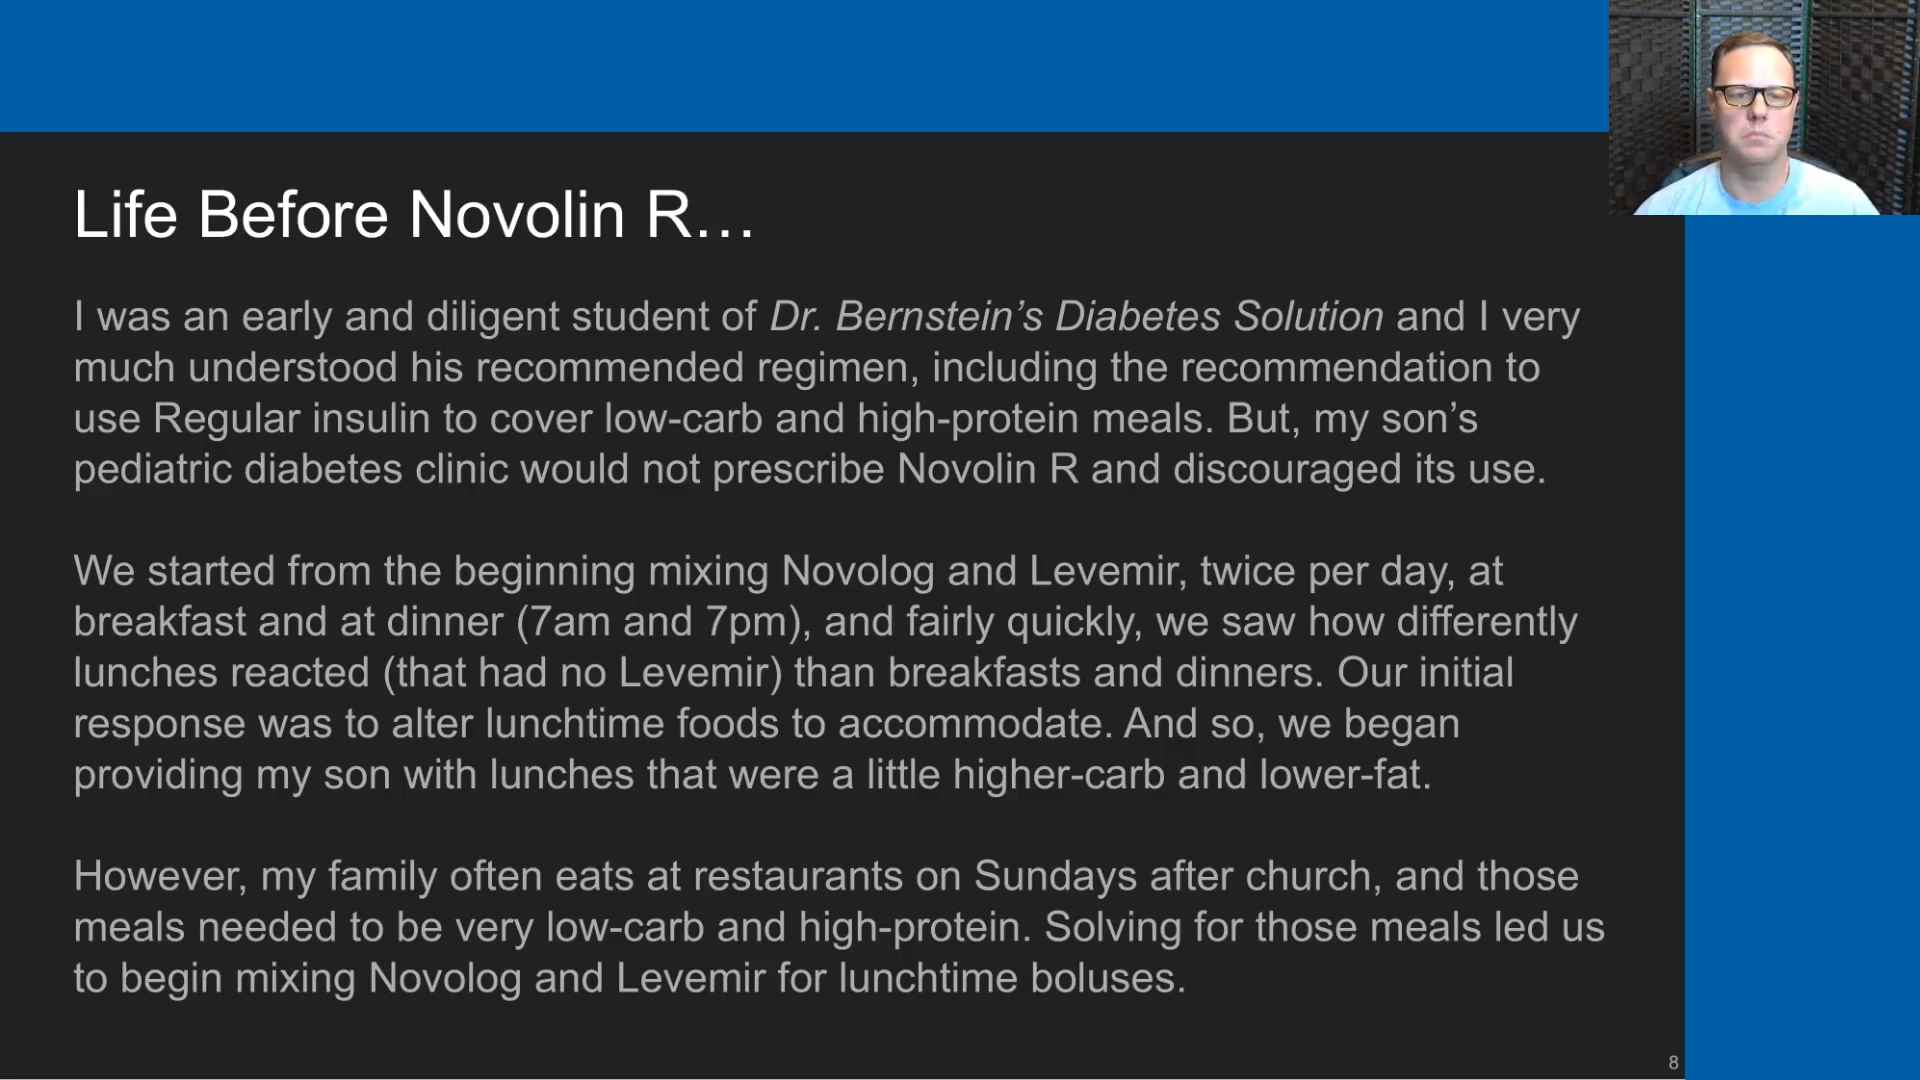 Life Before Novolin R…
I was an early and diligent student of Dr. Bernstein’s Diabetes Solution and I very
much understood his recommended regimen, including the recommendation to
use Regular insulin to cover low-carb and high-protein meals. But, my son’s
pediatric diabetes clinic would not prescribe Novolin R and discouraged its use.
We started from the beginning mixing Novolog and Levemir, twice per day, at
breakfast and at dinner (7am and 7pm), and fairly quickly, we saw how differently
lunches reacted (that had no Levemir) than breakfasts and dinners. Our initial
response was to alter lunchtime foods to accommodate. And so, we began
providing my son with lunches that were a little higher-carb and lower-fat.
However, my family often eats at restaurants on Sundays after church, and those
meals needed to be very low-carb and high-protein. Solving for those meals led us
to begin mixing Novolog and Levemir for lunchtime boluses.
8